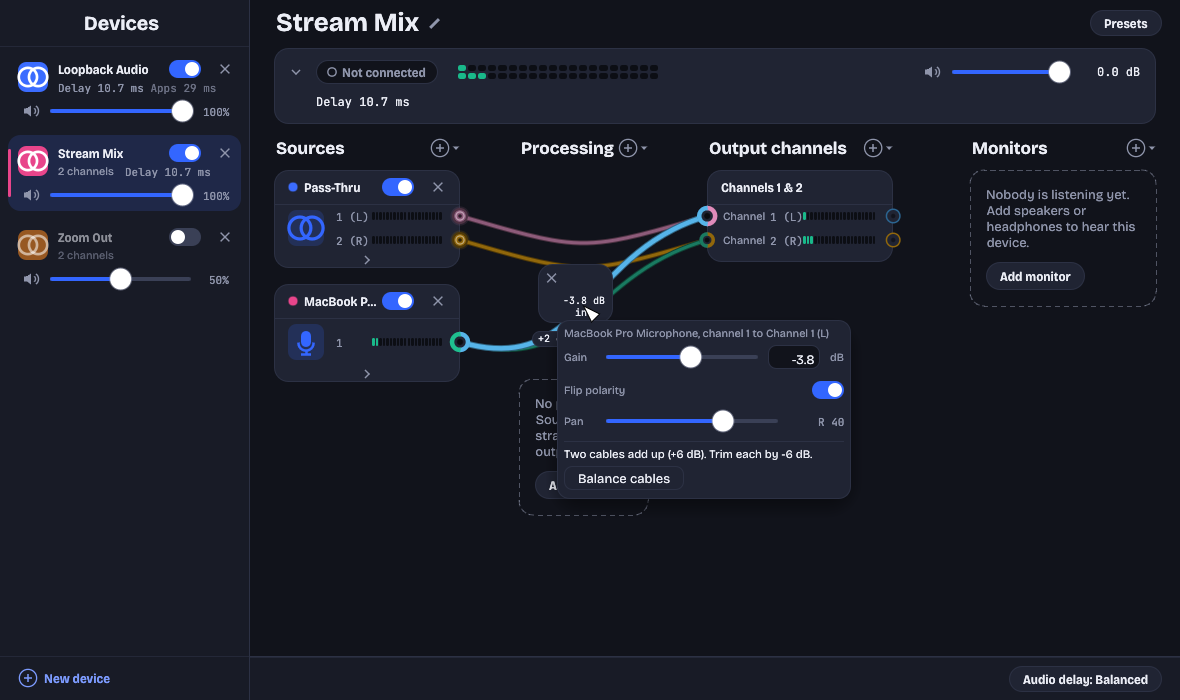 Devices
Loopback Audio
Delay 10.7 ms Apps 29 ms
100%
Stream Mix
2 channels Delay 10.7 ms
100%
Zoom Out
2 channels
50%
New device
Stream Mix
Presets
Not connected
0.0 dB
Delay 10.7 ms
Sources
Processing
Output channels
Monitors
Pass-Thru
1 (L)
2 (R)
MacBook P...
1
Channels 1 & 2
Channel 1 (L)
Channel 2 (R)
Nobody is listening yet.
Add speakers or
headphones to hear this
device.
Add monitor
-3.8 dB
in
+2
MacBook Pro Microphone, channel 1 to Channel 1 (L)
Gain
-3.8
dB
Flip polarity
Pan
R 40
Two cables add up (+6 dB). Trim each by -6 dB.
Balance cables
No
Audio delay: Balanced